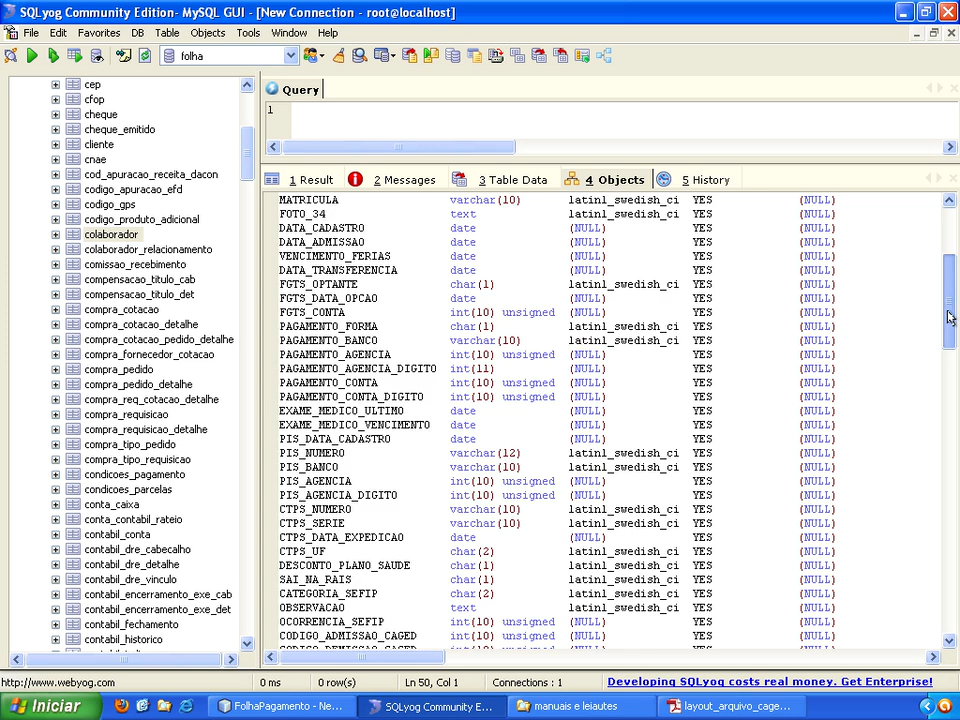 SQLyog Community Edition- MySQL GUI - [New Connection - root@localhost]
File Edit Favorites DB Table Objects Tools Window Help
folha
cep
cfop
cheque
cheque_emitido
cliente
cnae
cod_apuracao_receita_dacon
codigo_apuracao_efd
codigo_gps
codigo_produto_adicional
colaborador
colaborador_relacionamento
comissao_recebimento
compensacao_titulo_cab
compensacao_titulo_det
compra_cotacao
compra_cotacao_detalhe
compra_cotacao_pedido_detalhe
compra_fornecedor_cotacao
compra_pedido
compra_pedido_detalhe
compra_req_cotacao_detalhe
compra_requisicao
compra_requisicao_detalhe
compra_tipo_pedido
compra_tipo_requisicao
condicoes_pagamento
condicoes_parcelas
conta_caixa
conta_contabil_rateio
contabil_conta
contabil_dre_cabecalho
contabil_dre_detalhe
contabil_dre_vinculo
contabil_encerramento_exe_cab
contabil_encerramento_exe_det
contabil_fechamento
contabil_historico
Query
1
1 Result 2 Messages 3 Table Data 4 Objects 5 History
MATRICULA varchar(10) latin1_swedish_ci YES (NULL)
FOTO_34 text latin1_swedish_ci YES (NULL)
DATA_CADASTRO date (NULL) YES (NULL)
DATA_ADMISSAO date (NULL) YES (NULL)
VENCIMENTO_FERIAS date (NULL) YES (NULL)
DATA_TRANSFERENCIA date (NULL) YES (NULL)
FGTS_OPTANTE char(1) latin1_swedish_ci YES (NULL)
FGTS_DATA_OPCAO date (NULL) YES (NULL)
FGTS_CONTA int(10) unsigned (NULL) YES (NULL)
PAGAMENTO_FORMA char(1) latin1_swedish_ci YES (NULL)
PAGAMENTO_BANCO varchar(10) latin1_swedish_ci YES (NULL)
PAGAMENTO_AGENCIA int(10) unsigned (NULL) YES (NULL)
PAGAMENTO_AGENCIA_DIGITO int(11) (NULL) YES (NULL)
PAGAMENTO_CONTA int(10) unsigned (NULL) YES (NULL)
PAGAMENTO_CONTA_DIGITO int(10) unsigned (NULL) YES (NULL)
EXAME_MEDICO_ULTIMO date (NULL) YES (NULL)
EXAME_MEDICO_VENCIMENTO date (NULL) YES (NULL)
PIS_DATA_CADASTRO date (NULL) YES (NULL)
PIS_NUMERO varchar(12) latin1_swedish_ci YES (NULL)
PIS_BANCO varchar(10) latin1_swedish_ci YES (NULL)
PIS_AGENCIA int(10) unsigned (NULL) YES (NULL)
PIS_AGENCIA_DIGITO int(10) unsigned (NULL) YES (NULL)
CTPS_NUMERO varchar(10) latin1_swedish_ci YES (NULL)
CTPS_SERIE varchar(10) latin1_swedish_ci YES (NULL)
CTPS_DATA_EXPEDICAO date (NULL) YES (NULL)
CTPS_UF char(2) latin1_swedish_ci YES (NULL)
DESCONTO_PLANO_SAUDE char(1) latin1_swedish_ci YES (NULL)
SAI_NA_RAIS char(1) latin1_swedish_ci YES (NULL)
CATEGORIA_SEFIP char(2) latin1_swedish_ci YES (NULL)
OBSERVACAO text latin1_swedish_ci YES (NULL)
OCORRENCIA_SEFIP int(10) unsigned (NULL) YES (NULL)
CODIGO_ADMISSAO_CAGED int(10) unsigned (NULL) YES (NULL)
CODIGO_DEMISSAO_CAGED int(10) unsigned (NULL) YES (NULL)
http://www.webyog.com 0 ms 0 row(s) Ln 50, Col 1 Connections : 1 Developing SQLyog costs real money. Get Enterprise!
Iniciar FolhaPagamento - Ne... SQLyog Community E... manuais e leiautes layout_arquivo_cage...